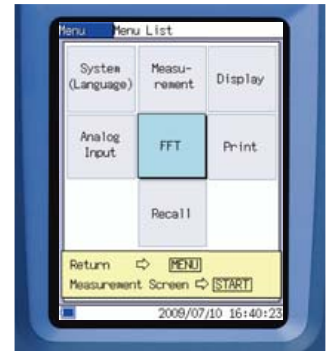 Menu Menu List
System (Language)
Measu- rement
Display
Analog Input
FFT
Print
Recall
Return ⇨ MENU
Measurement Screen ⇨ START
2009/07/10 16:40:23